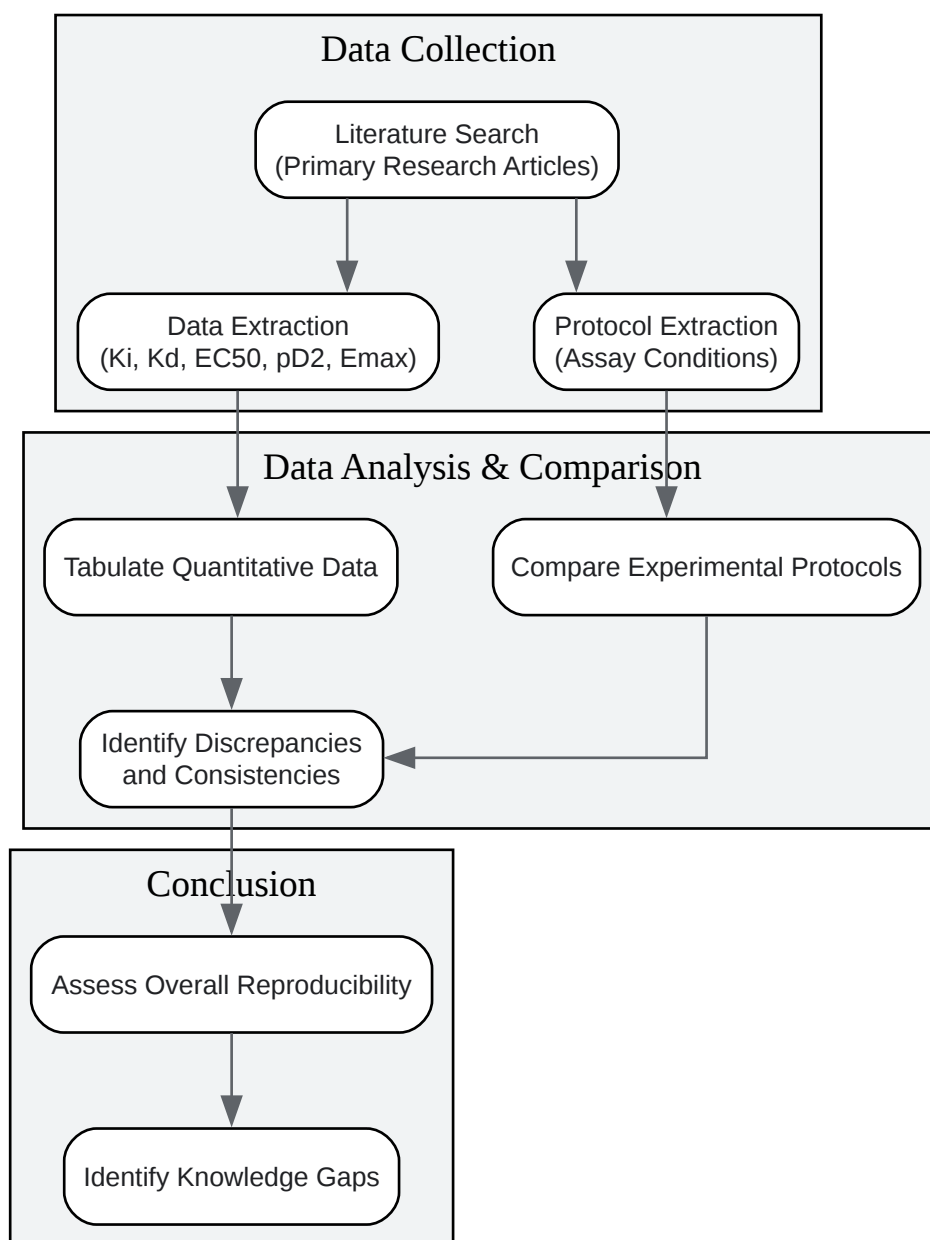 Data Collection
Literature Search
(Primary Research Articles)
Data Extraction
(Ki, Kd, EC50, pD2, Emax)
Protocol Extraction
(Assay Conditions)
Data Analysis & Comparison
Tabulate Quantitative Data
Compare Experimental Protocols
Identify Discrepancies
and Consistencies
Conclusion
Assess Overall Reproducibility
Identify Knowledge Gaps